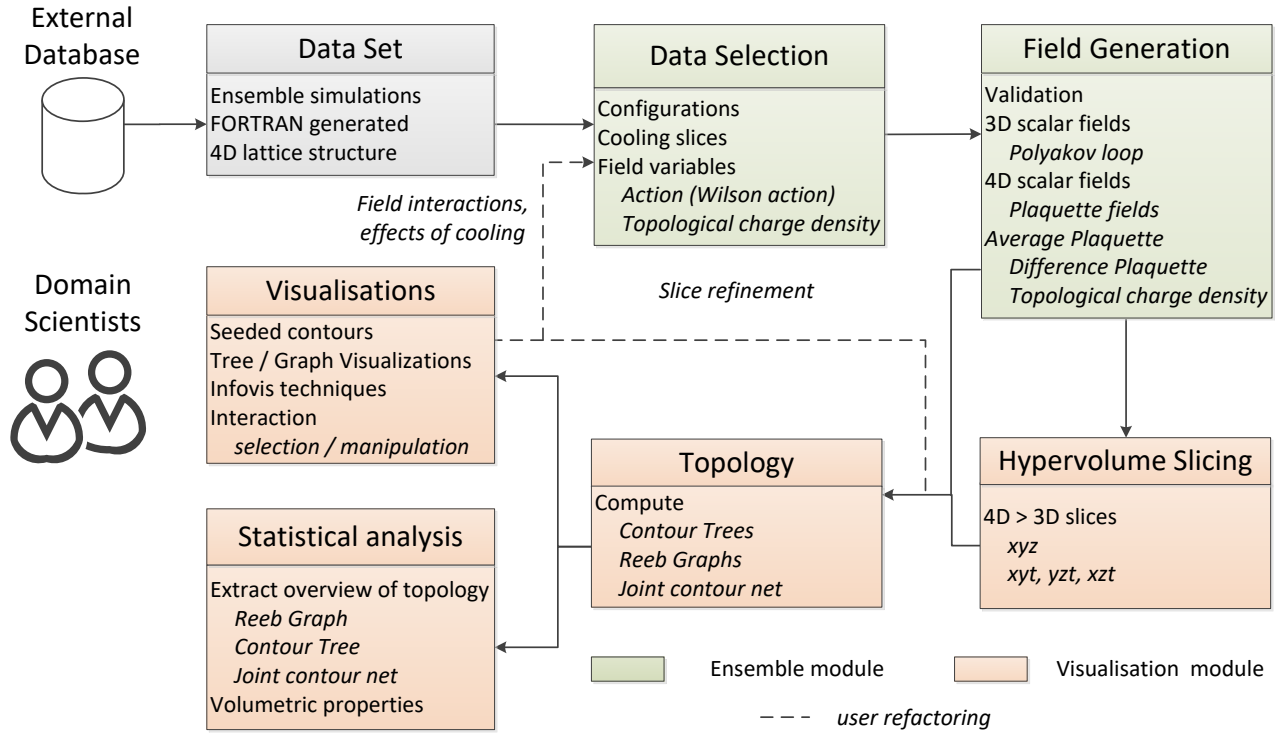 External
Database
Data Set
Ensemble simulations
FORTRAN generated
4D lattice structure
Data Selection
Configurations
Cooling slices
Field variables
Action (Wilson action)
Topological charge density
Field Generation
Validation
3D scalar fields
Polyakov loop
4D scalar fields
Plaquette fields
Average Plaquette
Difference Plaquette
Topological charge density
Field interactions,
effects of cooling
Slice refinement
Domain
Scientists
Visualisations
Seeded contours
Tree / Graph Visualizations
Infovis techniques
Interaction
selection / manipulation
Topology
Compute
Contour Trees
Reeb Graphs
Joint contour net
Hypervolume Slicing
4D > 3D slices
xyz
xyt, yzt, xzt
Statistical analysis
Extract overview of topology
Reeb Graph
Contour Tree
Joint contour net
Volumetric properties
Ensemble module
Visualisation module
user refactoring